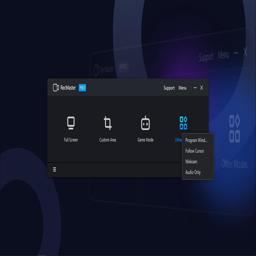 Support Menu
RecMaster
Support Menu
Full Screen
Custom Area
Game Mode
Other
Other Modes
Program Wind...
Follow Cursor
Webcam
Audio Only